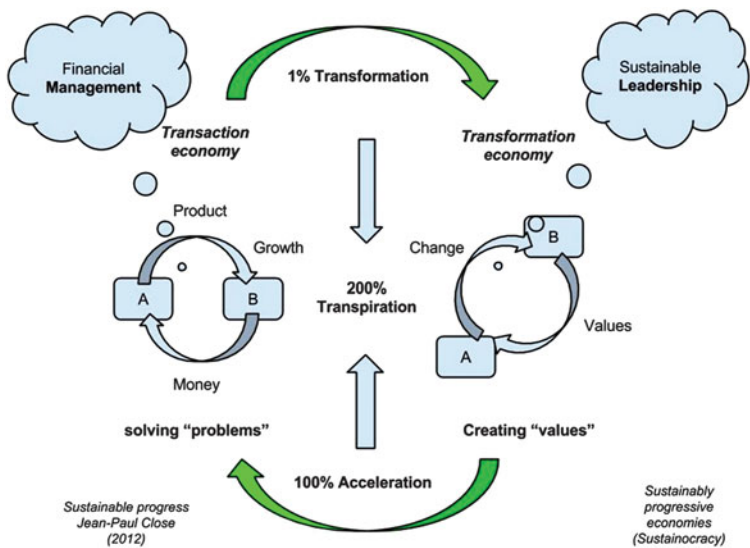 Financial
Management
1% Transformation
Sustainable
Leadership
Transaction
economy
Transformation
economy
Product
Growth
A
B
Money
200%
Transpiration
Change
B
Values
A
solving “problems”
Creating “values”
100% Acceleration
Sustainable progress
Jean-Paul Close
(2012)
Sustainably
progressive
economies
(Sustainocracy)